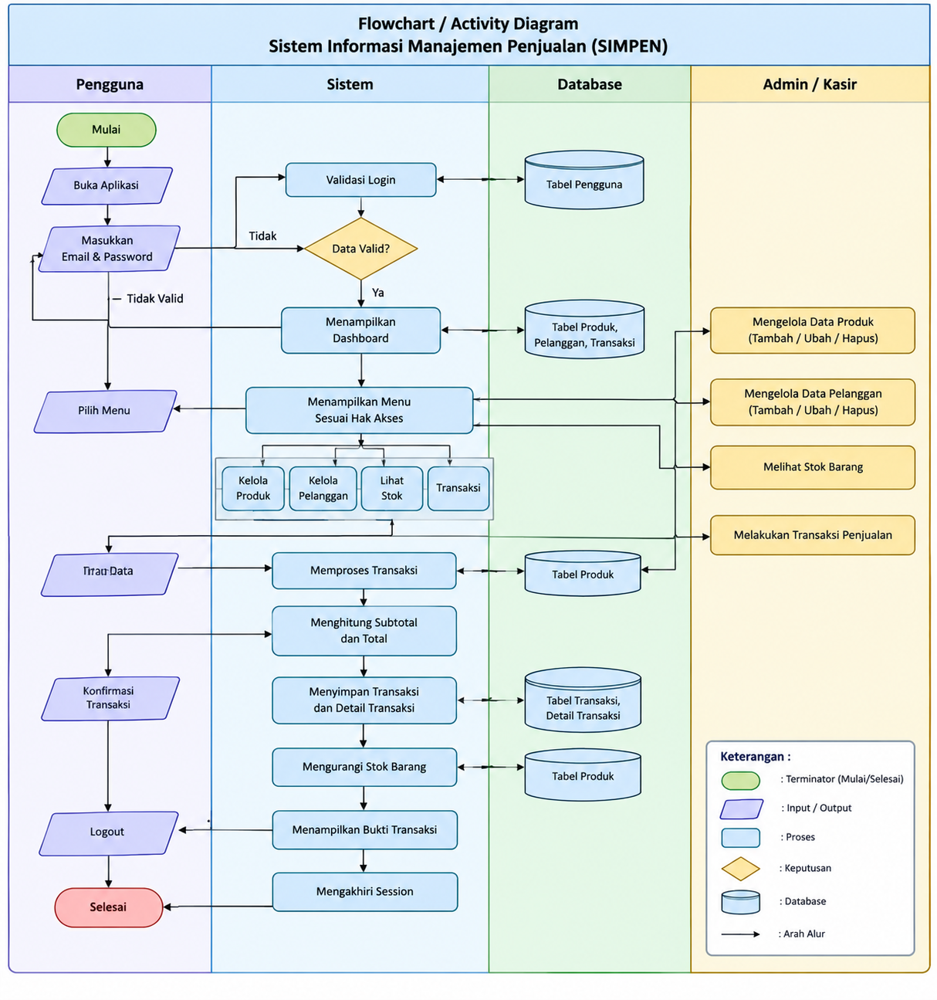 Flowchart / Activity Diagram
Sistem Informasi Manajemen Penjualan (SIMPEN)
Pengguna
Sistem
Database
Admin / Kasir
Mulai
Buka Aplikasi
Validasi Login
Tabel Pengguna
Masukkan
Email & Password
Tidak
Data Valid?
Tidak Valid
Ya
Menampilkan
Dashboard
Tabel Produk,
Pelanggan, Transaksi
Mengelola Data Produk
(Tambah / Ubah / Hapus)
Pilih Menu
Menampilkan Menu
Sesuai Hak Akses
Mengelola Data Pelanggan
(Tambah / Ubah / Hapus)
Kelola
Produk
Kelola
Pelanggan
Lihat
Stok
Transaksi
Melihat Stok Barang
Melakukan Transaksi Penjualan
Data
Memproses Transaksi
Tabel Produk
Menghitung Subtotal
dan Total
Konfirmasi
Transaksi
Menyimpan Transaksi
dan Detail Transaksi
Tabel Transaksi,
Detail Transaksi
Mengurangi Stok Barang
Tabel Produk
Logout
Menampilkan Bukti Transaksi
Selesai
Mengakhiri Session
Keterangan :
: Terminator (Mulai/Selesai)
: Input / Output
: Proses
: Keputusan
: Database
: Arah Alur